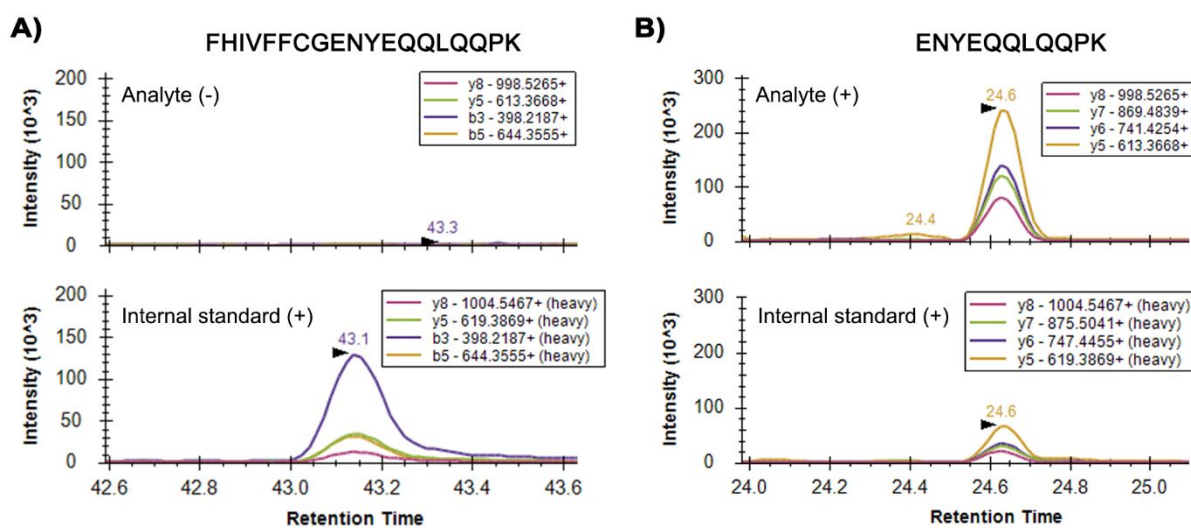 A)
FHIVFFCGENYEQQLQQPK
200
150
100
50
0
Intensity (10^3)
Analyte (-)
y8 - 998.5265+
y5 - 613.3668+
b3 - 398.2187+
b5 - 644.3555+
43.3
200
150
100
50
0
Intensity (10^3)
Internal standard (+)
y8 - 1004.5467+ (heavy)
y5 - 619.3869+ (heavy)
b3 - 398.2187+ (heavy)
b5 - 644.3555+ (heavy)
43.1
42.6 42.8 43.0 43.2 43.4 43.6
Retention Time
B)
ENYEQQLQQPK
300
200
100
0
Intensity (10^3)
Analyte (+)
y8 - 998.5265+
y7 - 869.4839+
y6 - 741.4254+
y5 - 613.3668+
24.6
24.4
300
200
100
0
Intensity (10^3)
Internal standard (+)
y8 - 1004.5467+ (heavy)
y7 - 875.5041+ (heavy)
y6 - 747.4455+ (heavy)
y5 - 619.3869+ (heavy)
24.6
24.0 24.2 24.4 24.6 24.8 25.0
Retention Time